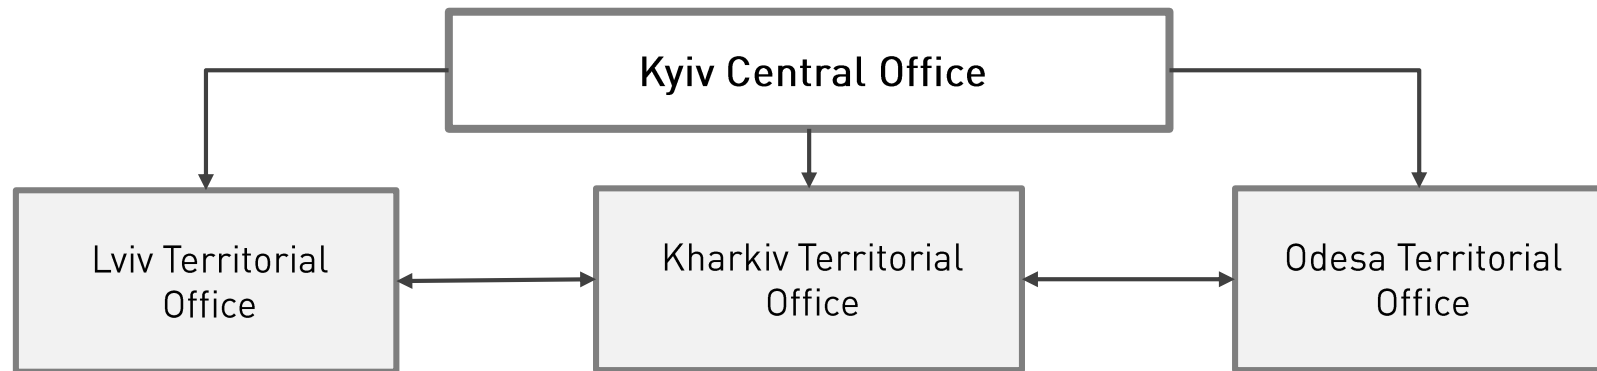 Kyiv Central Office
Lviv Territorial
Office
Kharkiv Territorial
Office
Odesa Territorial
Office